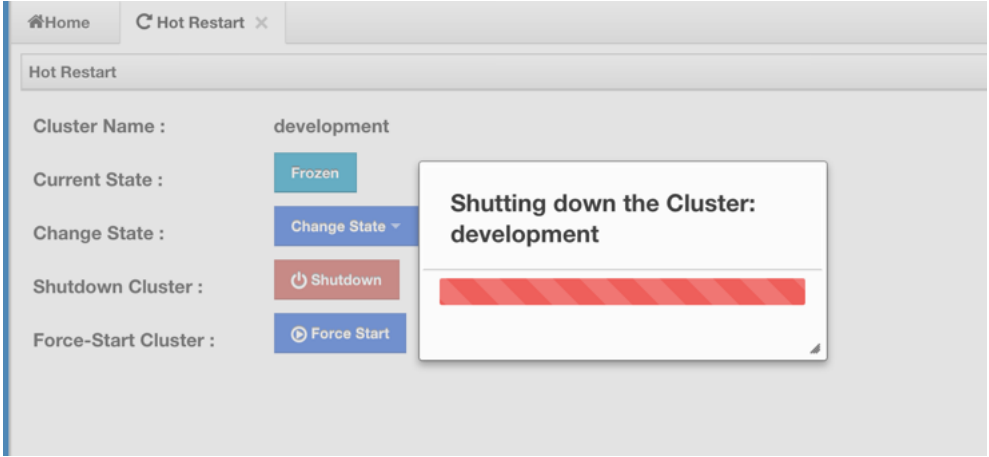 Home
Hot Restart
Hot Restart
Cluster Name : development
Current State : Frozen
Change State : Change State
Shutdown Cluster : Shutdown
Force-Start Cluster : Force Start
Shutting down the Cluster:
development